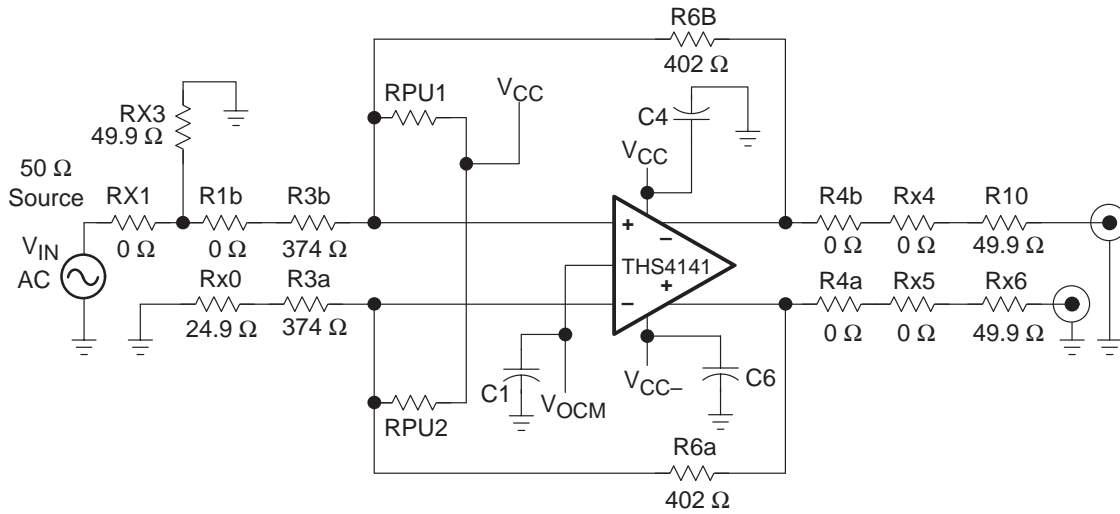 R6B
402 Ω
RPU1
VCC
RX3
49.9 Ω
C4
VCC
50 Ω
Source
RX1
0 Ω
R1b
0 Ω
R3b
374 Ω
R4b
0 Ω
Rx4
0 Ω
R10
49.9 Ω
VIN
AC
+
−
THS4141
−
+
Rx0
24.9 Ω
R3a
374 Ω
R4a
0 Ω
Rx5
0 Ω
Rx6
49.9 Ω
C1
VOCM
VCC−
C6
RPU2
R6a
402 Ω